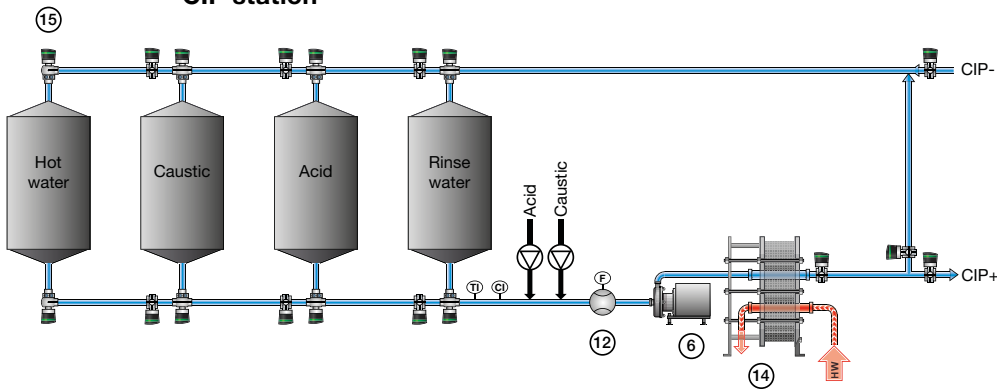 CIP station
15
CIP-
Hot
water
Caustic
Acid
Rinse
water
Acid
Caustic
TI
CI
F
CIP+
12
6
14
HW